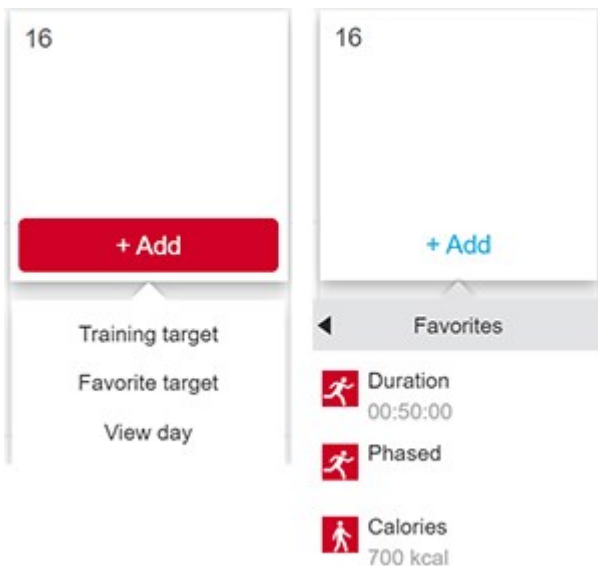 16
+ Add
Training target
Favorite target
View day
16
+ Add
Favorites
Duration
00:50:00
Phased
Calories
700 kcal